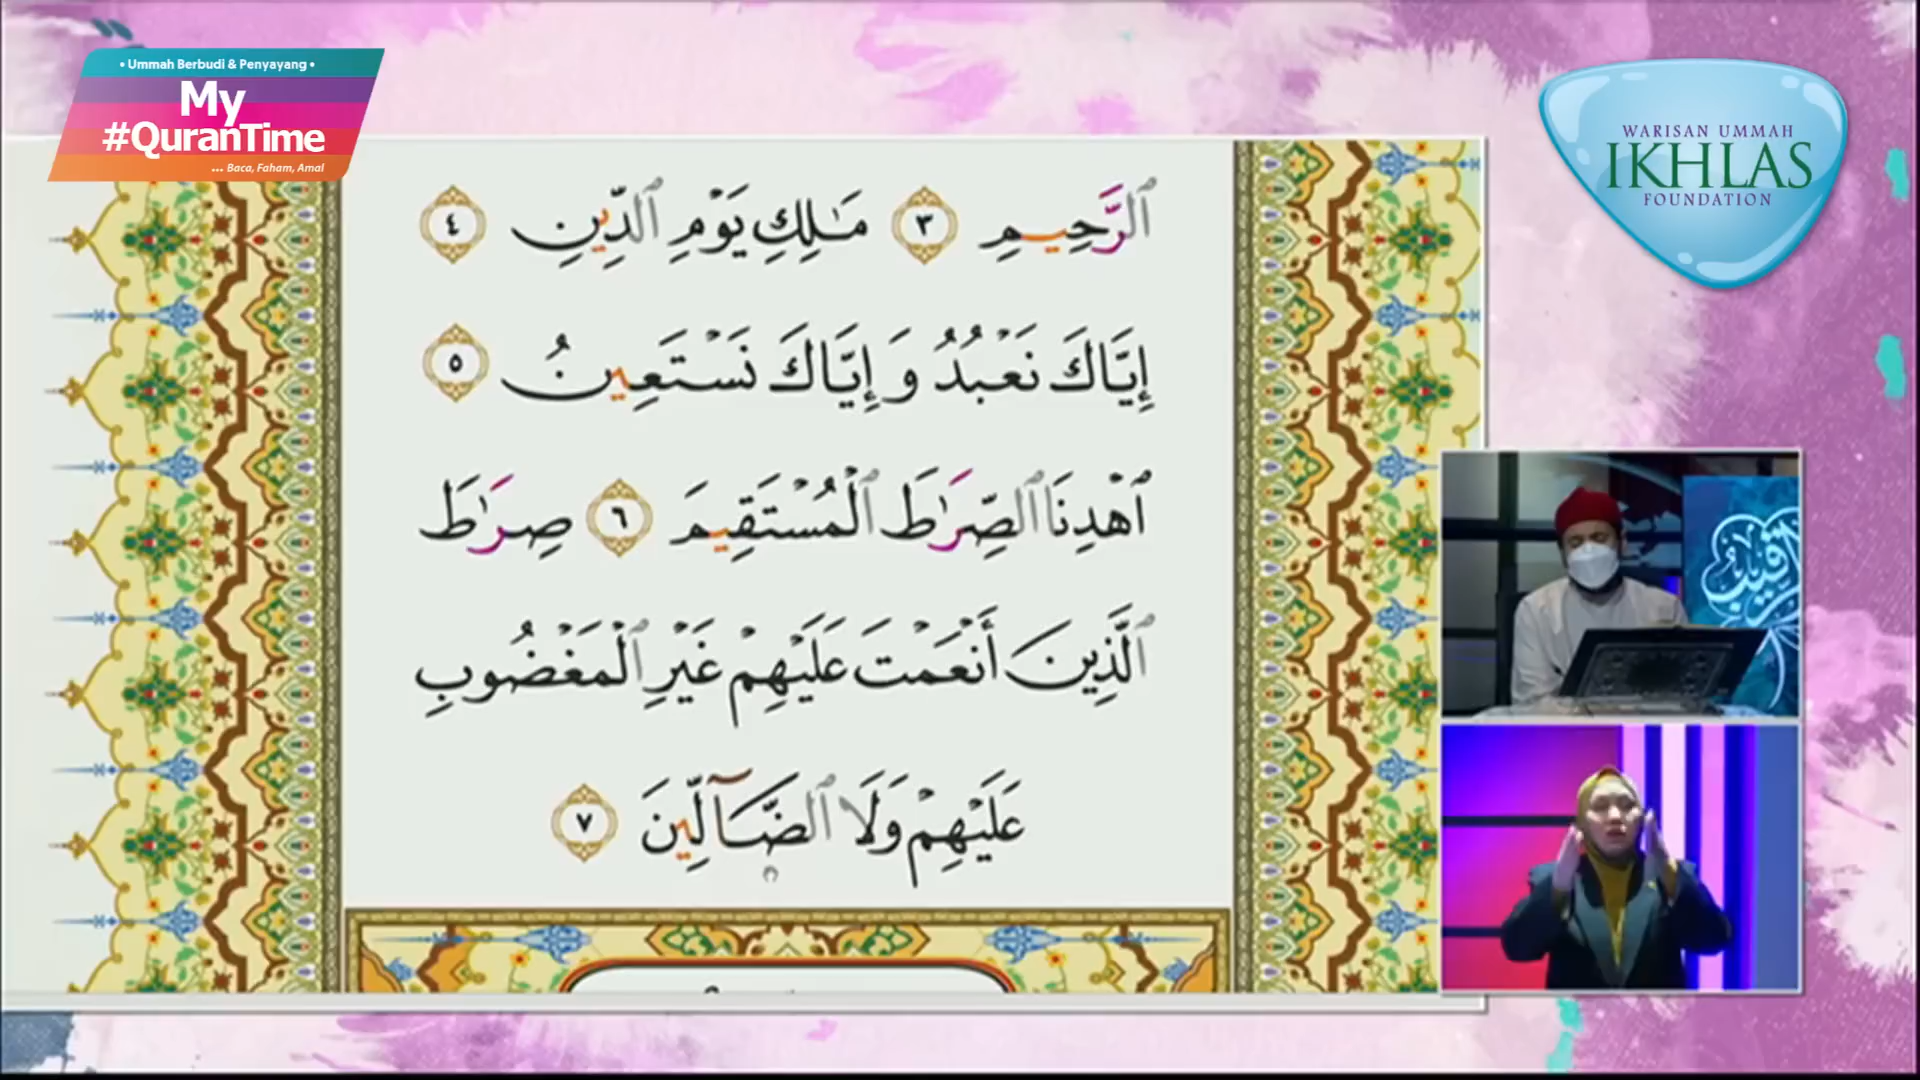 • Ummah Berbudi & Penyayang •
My
#QuranTime
... Baca, Faham, Amal
WARISAN UMMAH
IKHLAS
FOUNDATION
ٱلرَّحِيمِ ٣ مَـٰلِكِ يَوْمِ ٱلدِّينِ ٤
إِيَّاكَ نَعْبُدُ وَإِيَّاكَ نَسْتَعِينُ ٥
ٱهْدِنَا ٱلصِّرَٰطَ ٱلْمُسْتَقِيمَ ٦ صِرَٰطَ
ٱلَّذِينَ أَنْعَمْتَ عَلَيْهِمْ غَيْرِ ٱلْمَغْضُوبِ
عَلَيْهِمْ وَلَا ٱلضَّآلِّينَ ٧